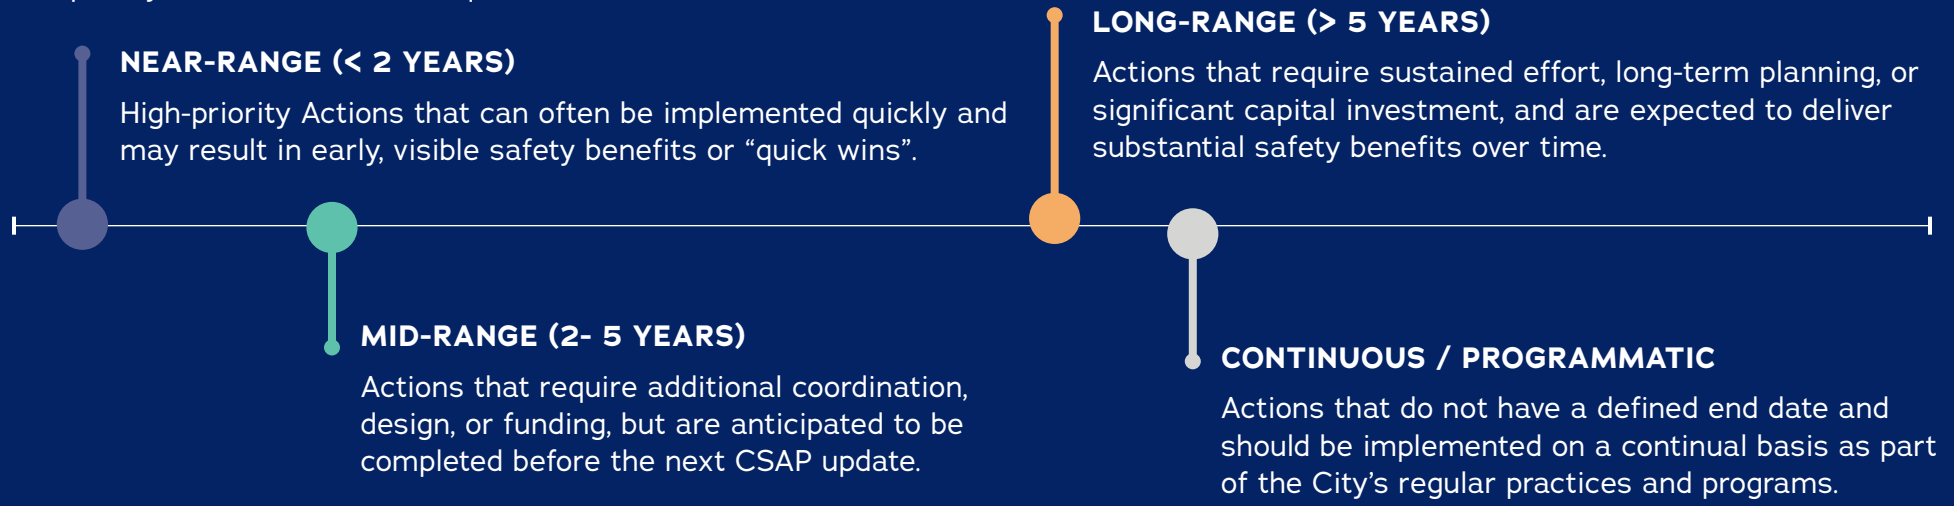 NEAR-RANGE (< 2 YEARS)
High-priority Actions that can often be implemented quickly and
may result in early, visible safety benefits or “quick wins”.
MID-RANGE (2- 5 YEARS)
Actions that require additional coordination,
design, or funding, but are anticipated to be
completed before the next CSAP update.
LONG-RANGE (> 5 YEARS)
Actions that require sustained effort, long-term planning, or
significant capital investment, and are expected to deliver
substantial safety benefits over time.
CONTINUOUS / PROGRAMMATIC
Actions that do not have a defined end date and
should be implemented on a continual basis as part
of the City’s regular practices and programs.